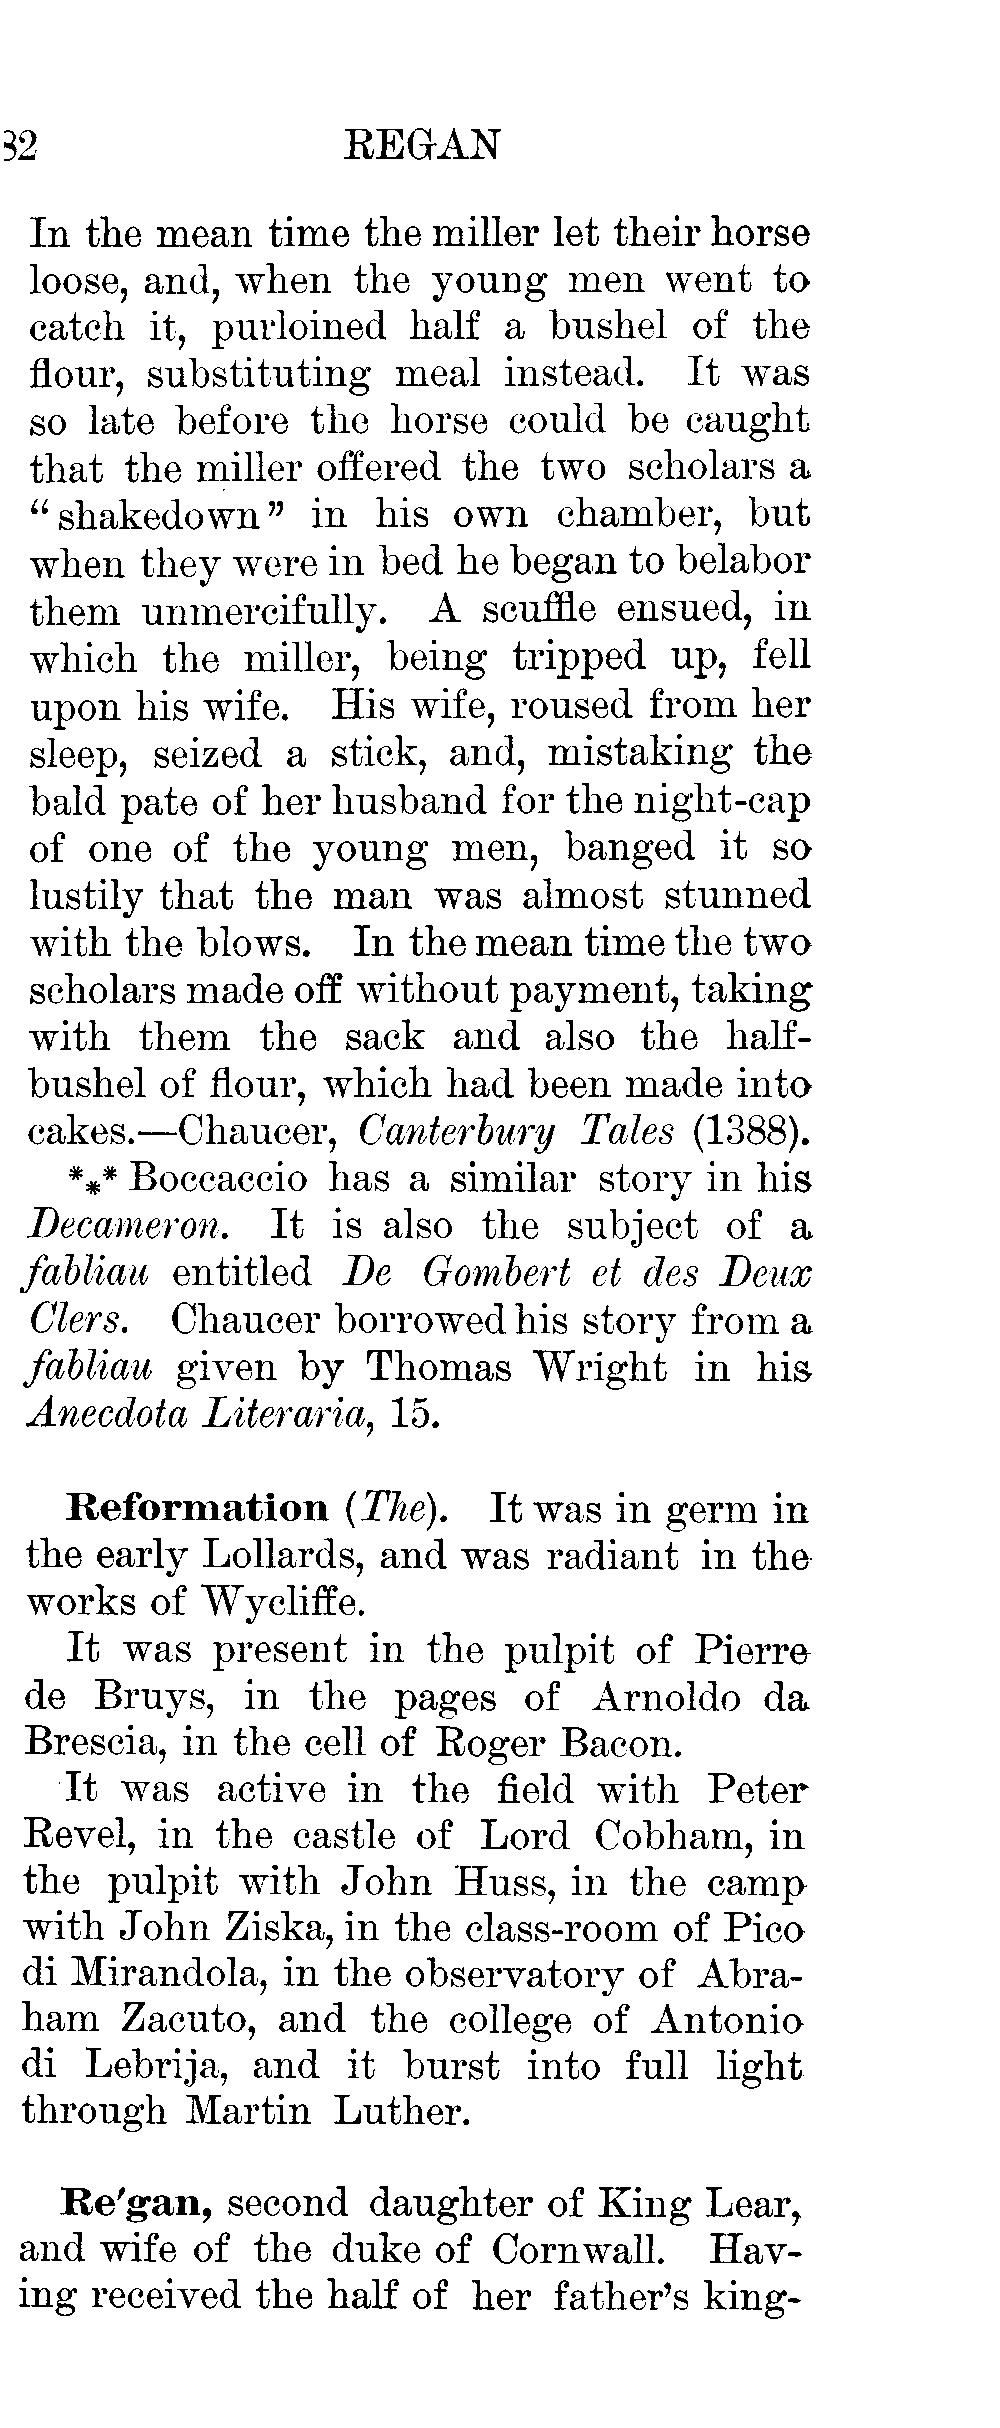 32 REGAN
In the mean time the miller let their horse
loose, and, when the young men went to
catch it, purloined half a bushel of the
flour, substituting meal instead. It was
so late before the horse could be caught
that the miller offered the two scholars a
“shakedown” in his own chamber, but
when they were in bed he began to belabor
them unmercifully. A scuffle ensued, in
which the miller, being tripped up, fell
upon his wife. His wife, roused from her
sleep, seized a stick, and, mistaking the
bald pate of her husband for the night-cap
of one of the young men, banged it so
lustily that the man was almost stunned
with the blows. In the mean time the two
scholars made off without payment, taking
with them the sack and also the half-
bushel of flour, which had been made into
cakes.—Chaucer, Canterbury Tales (1388).
*⁎* Boccaccio has a similar story in his
Decameron. It is also the subject of a
fabliau entitled De Gombert et des Deux
Clers. Chaucer borrowed his story from a
fabliau given by Thomas Wright in his
Anecdota Literaria, 15.
Reformation (The). It was in germ in
the early Lollards, and was radiant in the
works of Wycliffe.
It was present in the pulpit of Pierre
de Bruys, in the pages of Arnoldo da
Brescia, in the cell of Roger Bacon.
It was active in the field with Peter
Revel, in the castle of Lord Cobham, in
the pulpit with John Huss, in the camp
with John Ziska, in the class-room of Pico
di Mirandola, in the observatory of Abra-
ham Zacuto, and the college of Antonio
di Lebrija, and it burst into full light
through Martin Luther.
Re'gan, second daughter of King Lear,
and wife of the duke of Cornwall. Hav-
ing received the half of her father’s king-